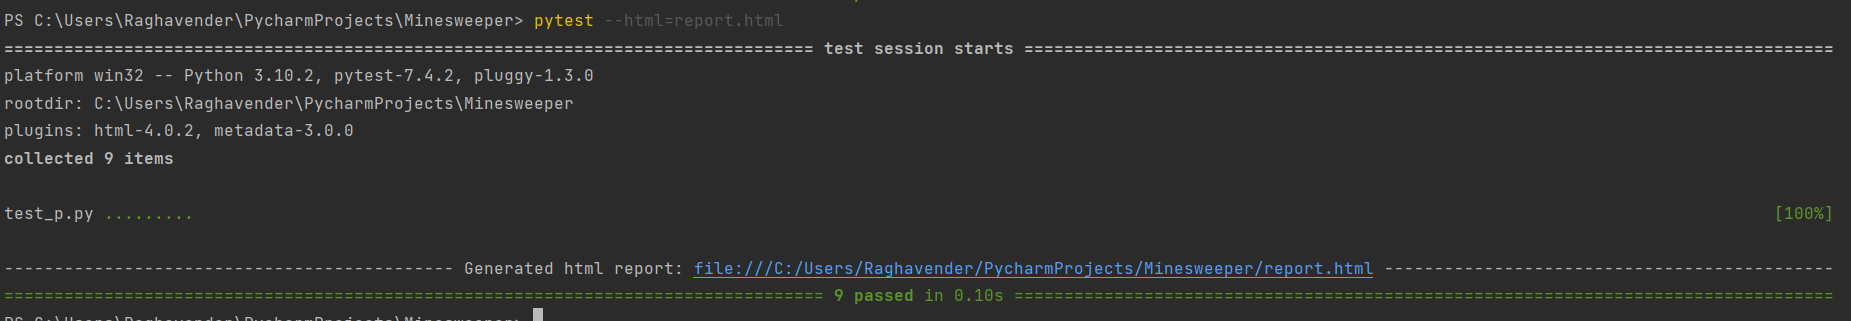 PS C:\Users\Raghavender\PycharmProjects\Minesweeper> pytest --html=report.html
================================================================================= test session starts =================================================================================
platform win32 -- Python 3.10.2, pytest-7.4.2, pluggy-1.3.0
rootdir: C:\Users\Raghavender\PycharmProjects\Minesweeper
plugins: html-4.0.2, metadata-3.0.0
collected 9 items
test_p.py ......... [100%]
--------------------------------------------- Generated html report: file:///C:/Users/Raghavender/PycharmProjects/Minesweeper/report.html ---------------------------------------------
================================================================================== 9 passed in 0.10s ==================================================================================
PS C:\Users\Raghavender\PycharmProjects\Minesweeper>